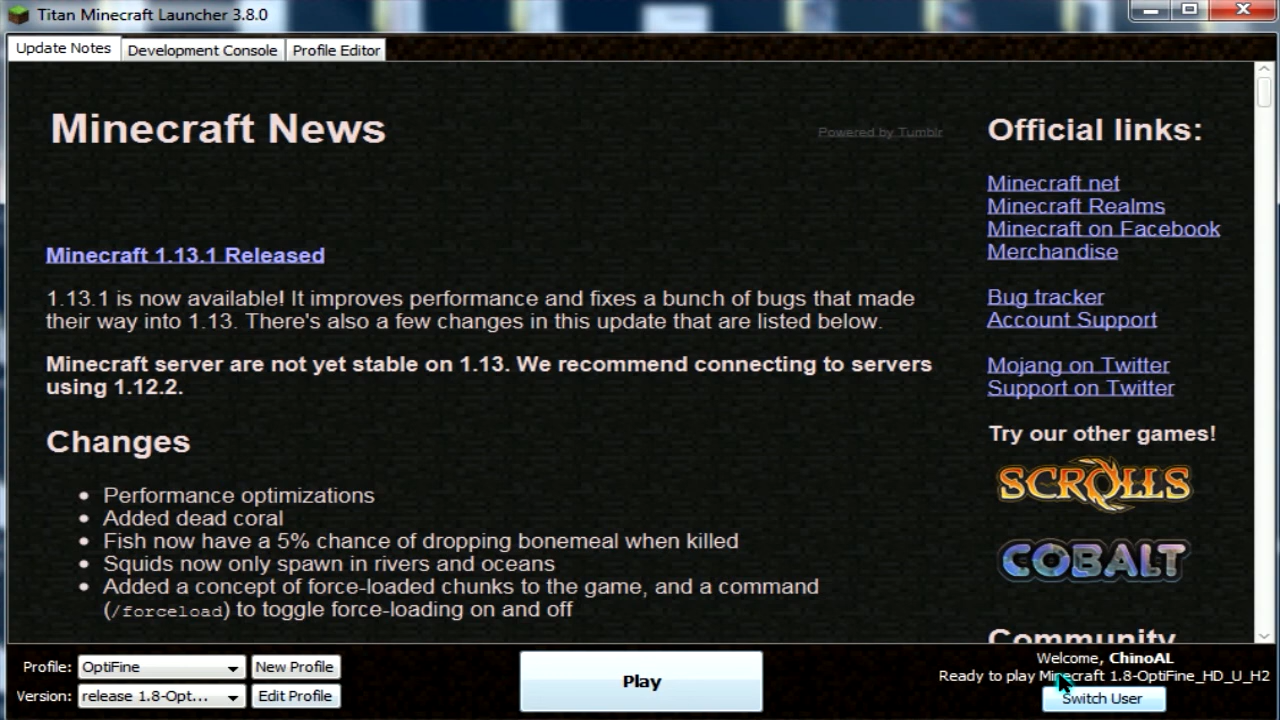 Titan Minecraft Launcher 3.8.0
Update Notes
Development Console
Profile Editor
Minecraft News
Powered by Tumblr
Minecraft 1.13.1 Released
1.13.1 is now available! It improves performance and fixes a bunch of bugs that made
their way into 1.13. There's also a few changes in this update that are listed below.
Minecraft server are not yet stable on 1.13. We recommend connecting to servers
using 1.12.2.
Changes
Performance optimizations
Added dead coral
Fish now have a 5% chance of dropping bonemeal when killed
Squids now only spawn in rivers and oceans
Added a concept of force-loaded chunks to the game, and a command
(/forceload) to toggle force-loading on and off
Official links:
Minecraft.net
Minecraft Realms
Minecraft on Facebook
Merchandise
Bug tracker
Account Support
Mojang on Twitter
Support on Twitter
Try our other games!
SCROLLS
COBALT
Community
Profile: OptiFine
New Profile
Version: release 1.8-Opt...
Edit Profile
Play
Welcome, ChinoAL
Ready to play Minecraft 1.8-OptiFine_HD_U_H2
Switch User